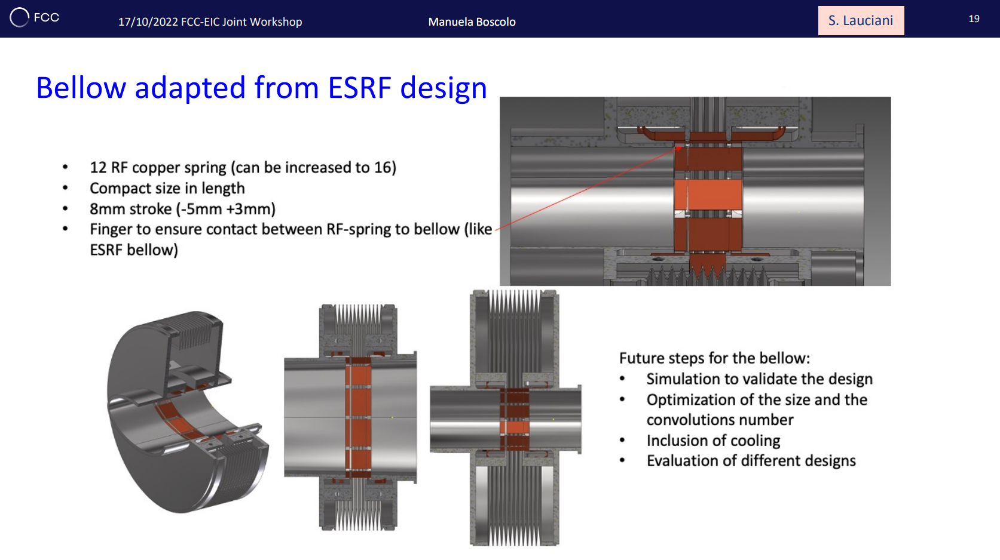 FCC
17/10/2022 FCC-EIC Joint Workshop
Manuela Boscolo
S. Lauciani
19
Bellow adapted from ESRF design
• 12 RF copper spring (can be increased to 16)
• Compact size in length
• 8mm stroke (-5mm +3mm)
• Finger to ensure contact between RF-spring to bellow (like
ESRF bellow)
Future steps for the bellow:
• Simulation to validate the design
• Optimization of the size and the
convolutions number
• Inclusion of cooling
• Evaluation of different designs